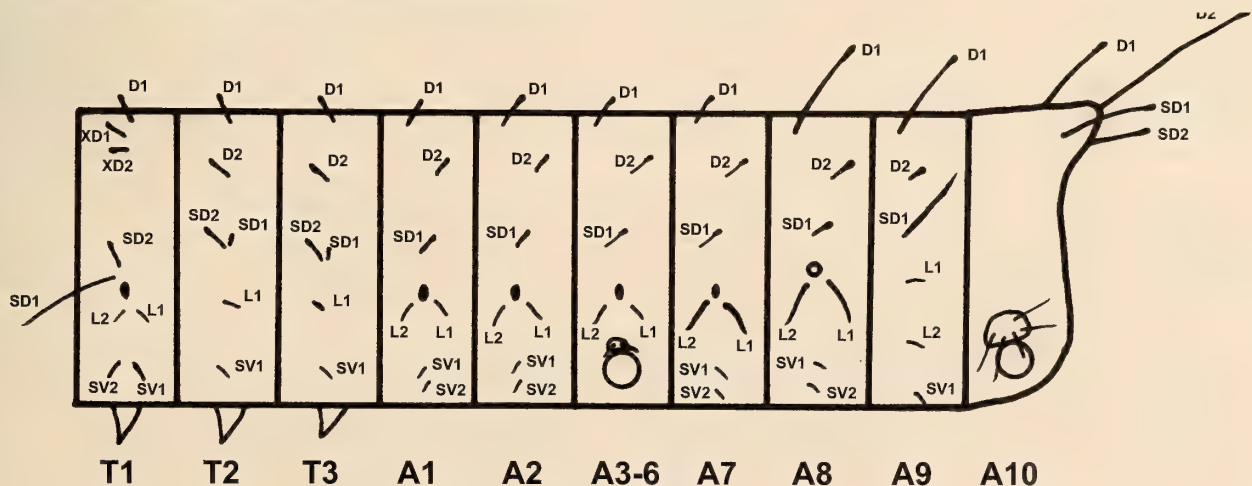 D2
D1 D1 D1
D1 D1 D1 D1 D1 D1 D1
SD1
XD1 SD2
XD2 D2 D2 D2 D2 D2 D2 D2 D2
SD2 SD1 SD2 SD1 SD1 SD1 SD1 SD1 SD1 SD1
SD2
L1
SD1 L2 L1 L1 L1 L2 L1 L2 L1 L2 L1 L2 L1 L2 L1 L2
SV1 SV1 SV1 SV1 SV1 SV1
SV2 SV1 SV2 SV2 SV2 SV2 SV1
T1 T2 T3 A1 A2 A3-6 A7 A8 A9 A10